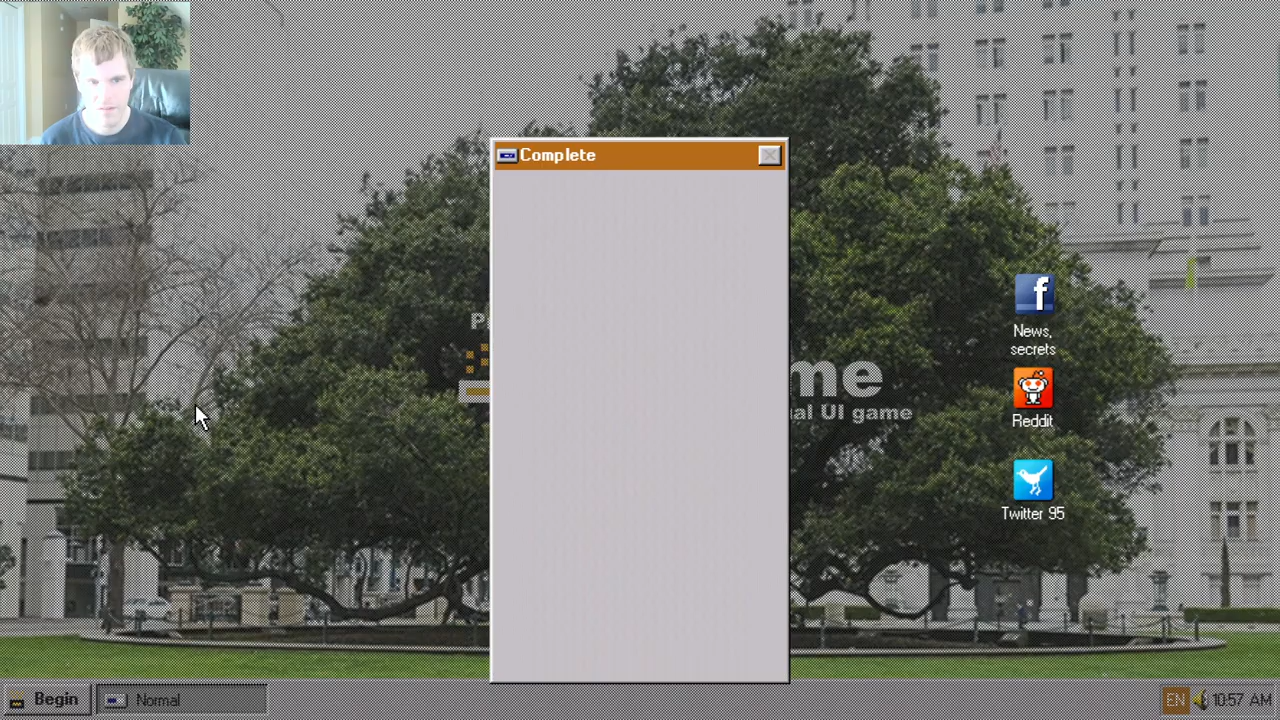 Complete
me
al UI game
News,
secrets
Reddit
Twitter 95
Begin
Normal
EN
10:57 AM